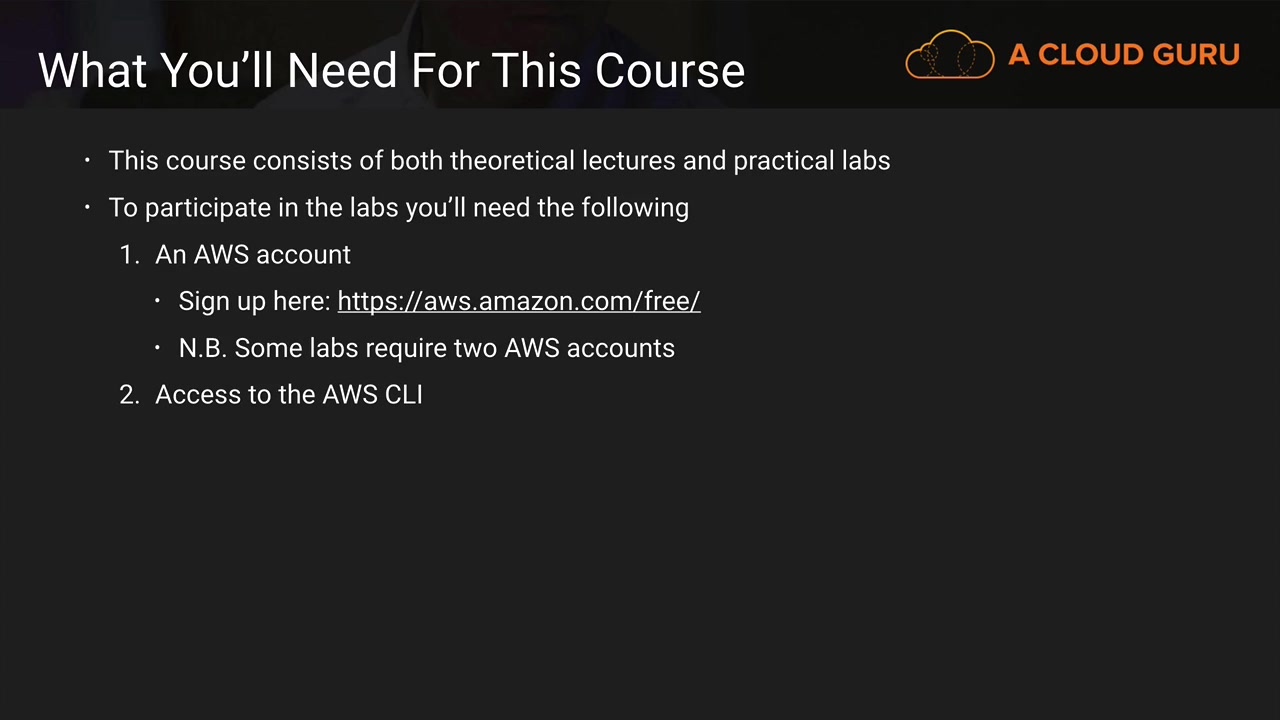 What You’ll Need For This Course
A CLOUD GURU
· This course consists of both theoretical lectures and practical labs
· To participate in the labs you’ll need the following
1. An AWS account
· Sign up here: https://aws.amazon.com/free/
· N.B. Some labs require two AWS accounts
2. Access to the AWS CLI